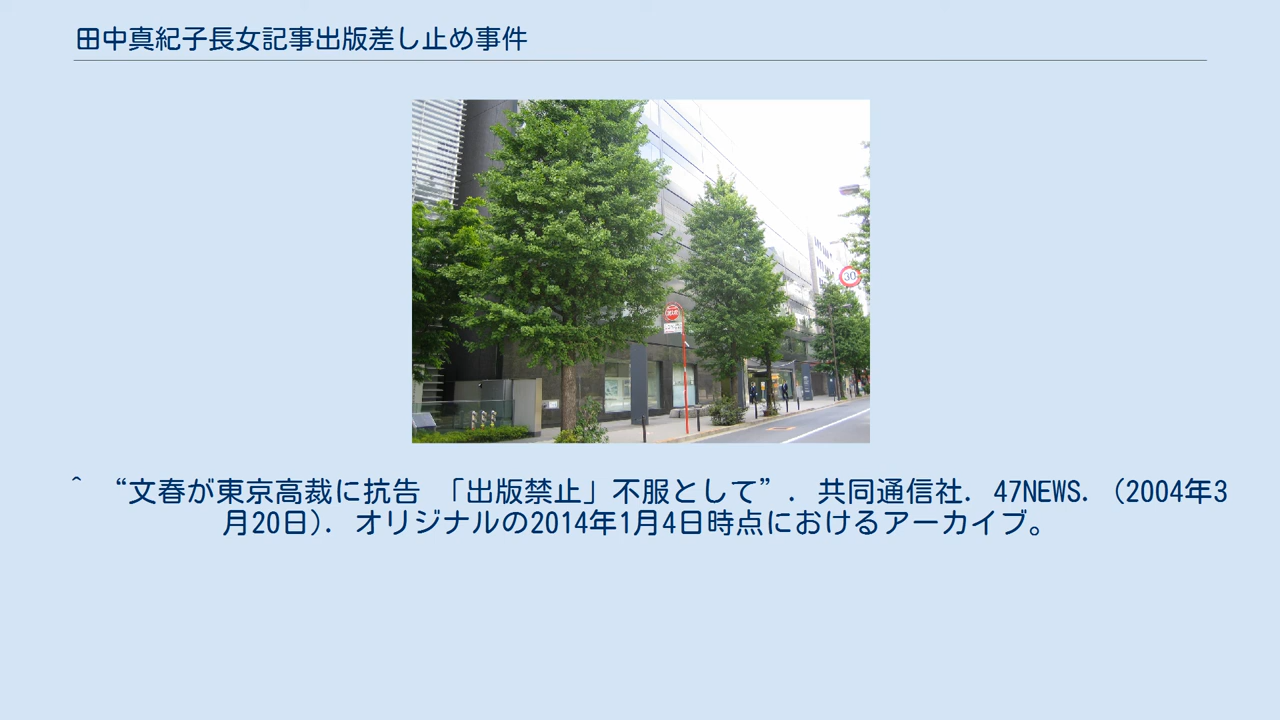 田中真紀子長女記事出版差し止め事件
30
^ “文春が東京高裁に抗告 「出版禁止」不服として”. 共同通信社. 47NEWS. (2004年3
月20日). オリジナルの2014年1月4日時点におけるアーカイブ。